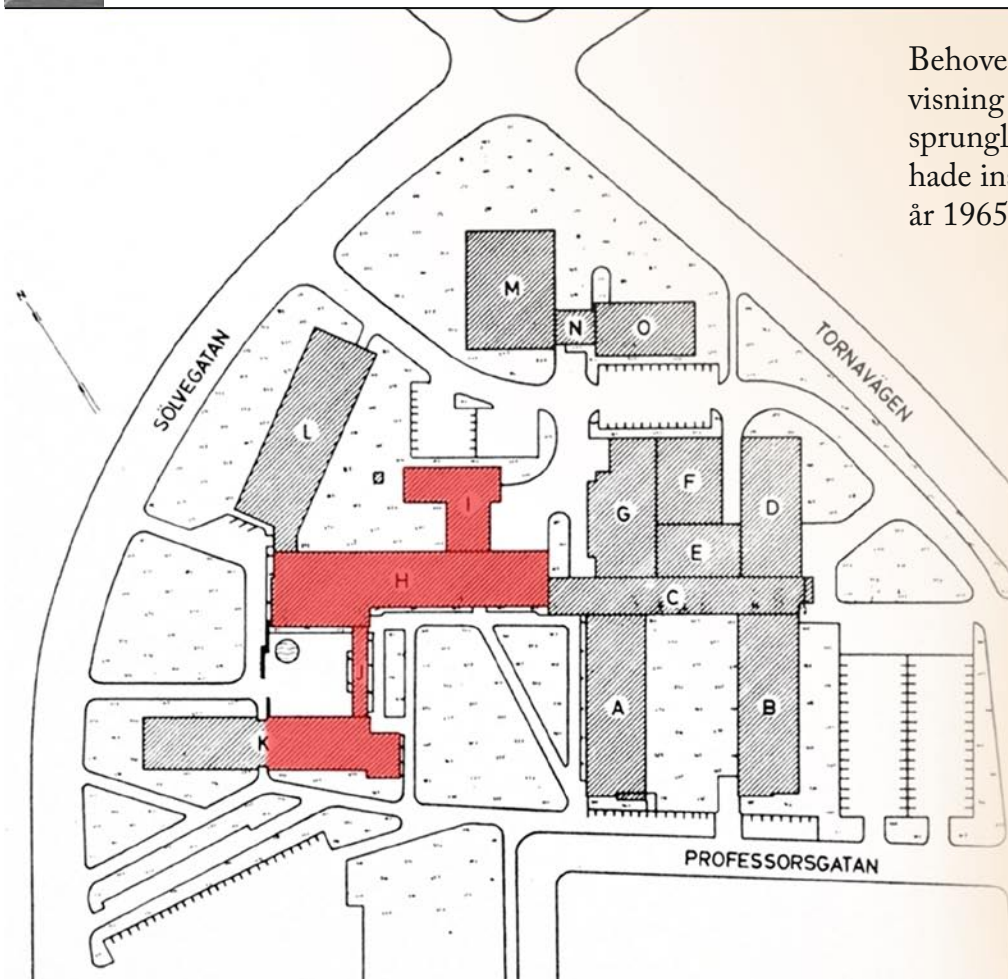 Behove
visning
sprungl
hade in
år 1965
N
SÖLVEGATAN
TORNAVÄGEN
M
N
O
L
I
G
F
D
E
H
C
J
A
B
K
PROFESSORSGATAN